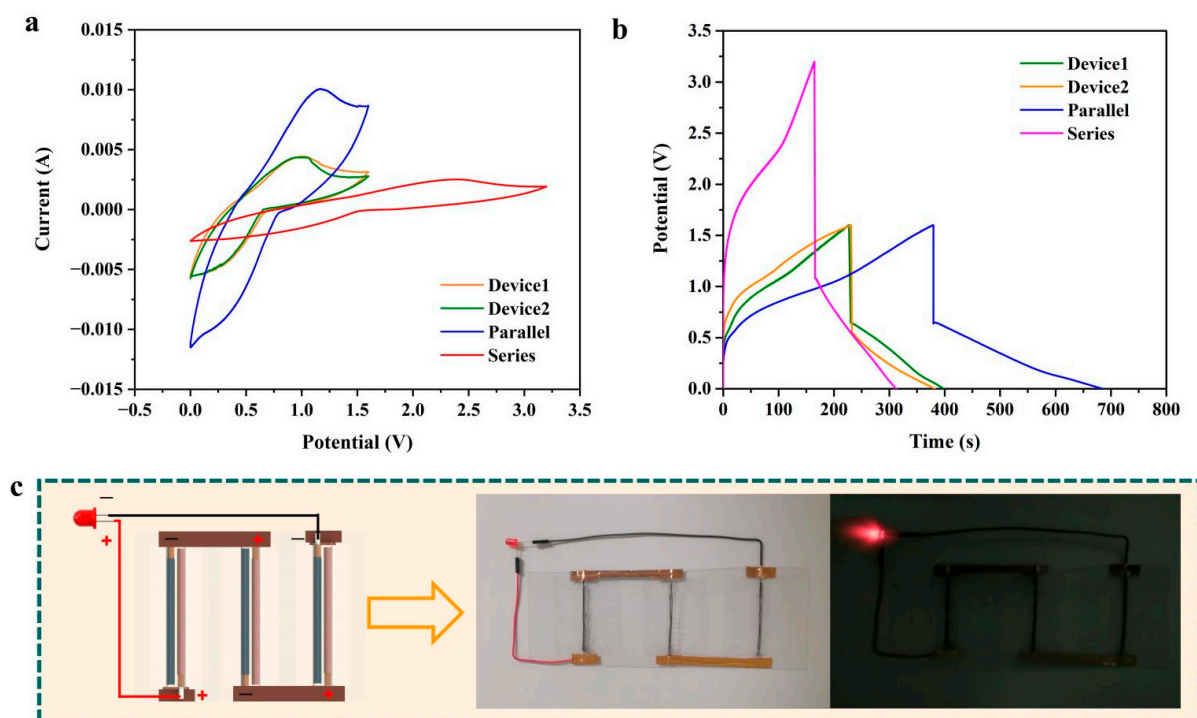 a
0.015
0.010
0.005
0.000
−0.005
−0.010
−0.015
Current (A)
−0.5 0.0 0.5 1.0 1.5 2.0 2.5 3.0 3.5
Potential (V)
Device1
Device2
Parallel
Series
b
3.5
3.0
2.5
2.0
1.5
1.0
0.5
0.0
Potential (V)
0 100 200 300 400 500 600 700 800
Time (s)
Device1
Device2
Parallel
Series
c
−
+
− + −
+ − +